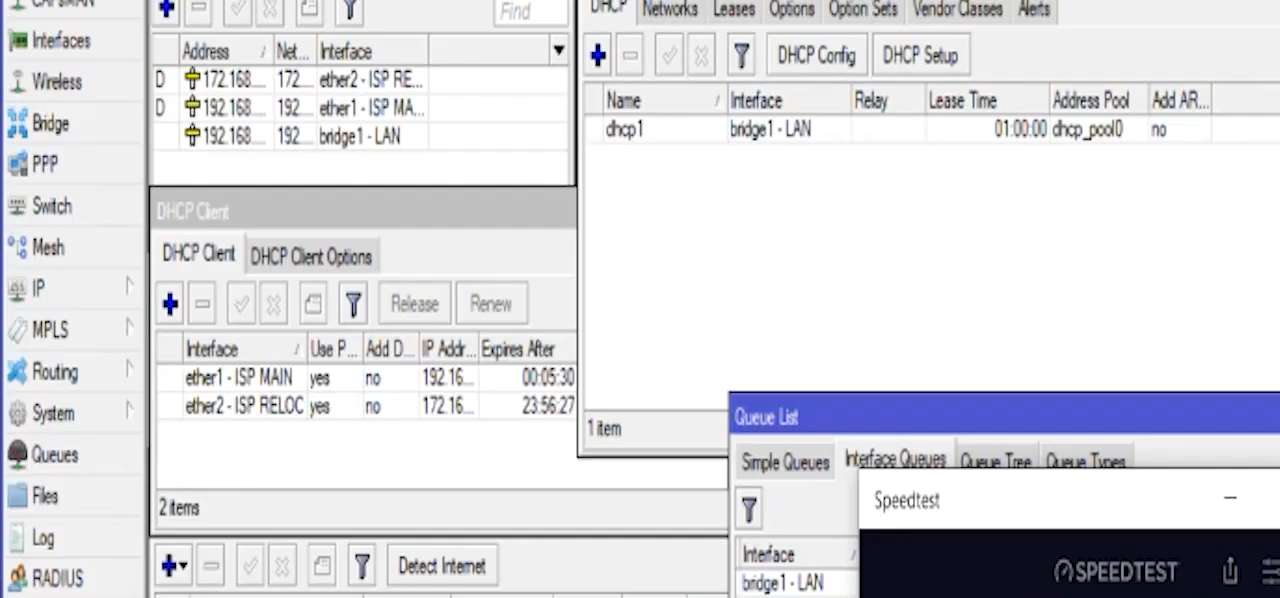 CAPsMAN
Interfaces
Wireless
Bridge
PPP
Switch
Mesh
IP
MPLS
Routing
System
Queues
Files
Log
RADIUS
Find
Address Net... Interface
D 172.168.... 172.... ether2 - ISP RE...
D 192.168.... 192.... ether1 - ISP MA...
192.168.... 192.... bridge1 - LAN
DHCP Client
DHCP Client DHCP Client Options
Release Renew
Interface Use P... Add D... IP Addr... Expires After
ether1 - ISP MAIN yes no 192.16... 00:05:30
ether2 - ISP RELOC yes no 172.16... 23:56:27
2 items
Detect Internet
DHCP Networks Leases Options Option Sets Vendor Classes Alerts
DHCP Config DHCP Setup
Name Interface Relay Lease Time Address Pool Add AR...
dhcp1 bridge1 - LAN 01:00:00 dhcp_pool0 no
1 item
Queue List
Simple Queues Interface Queues Queue Tree Queue Types
Interface
bridge1 - LAN
Speedtest
SPEEDTEST